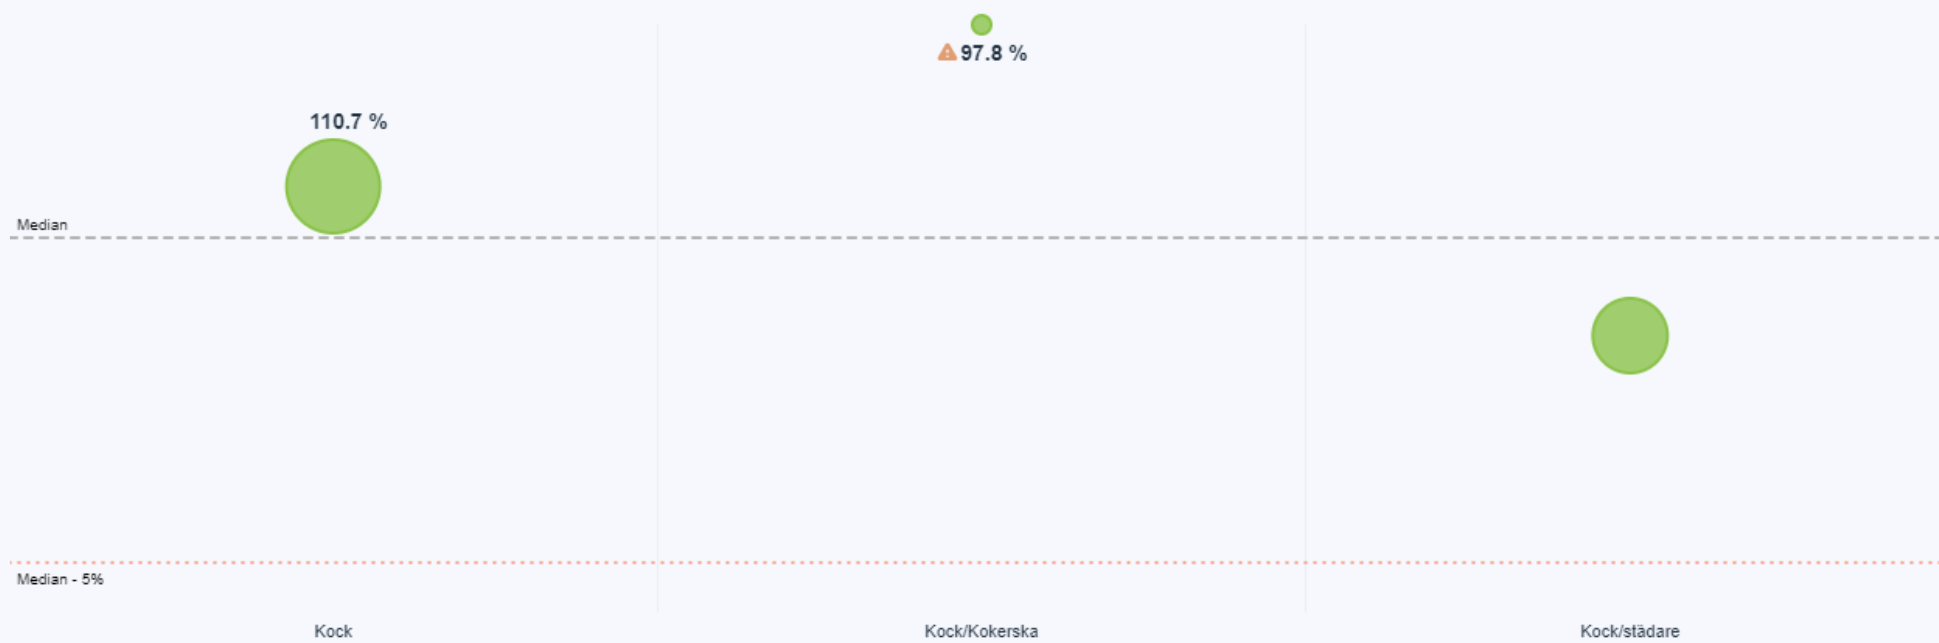 97.8 %
110.7 %
Median
Median - 5%
Kock
Kock/Kokerska
Kock/städare